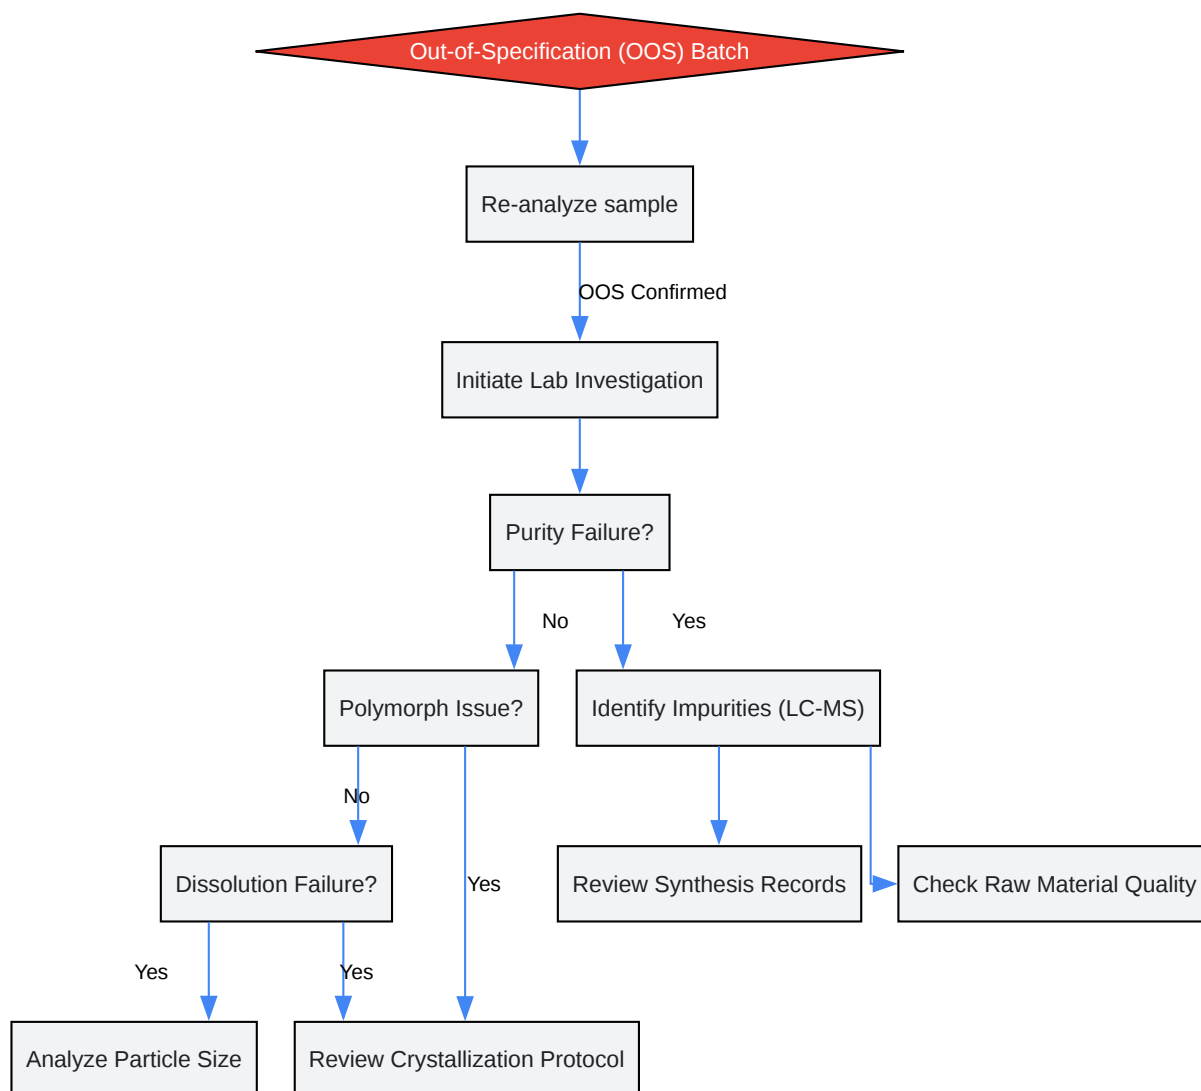 Out-of-Specification (OOS) Batch
Re-analyze sample
OOS Confirmed
Initiate Lab Investigation
Purity Failure?
No
Yes
Polymorph Issue?
Identify Impurities (LC-MS)
No
Dissolution Failure?
Yes
Review Synthesis Records
Check Raw Material Quality
Yes
Yes
Analyze Particle Size
Review Crystallization Protocol